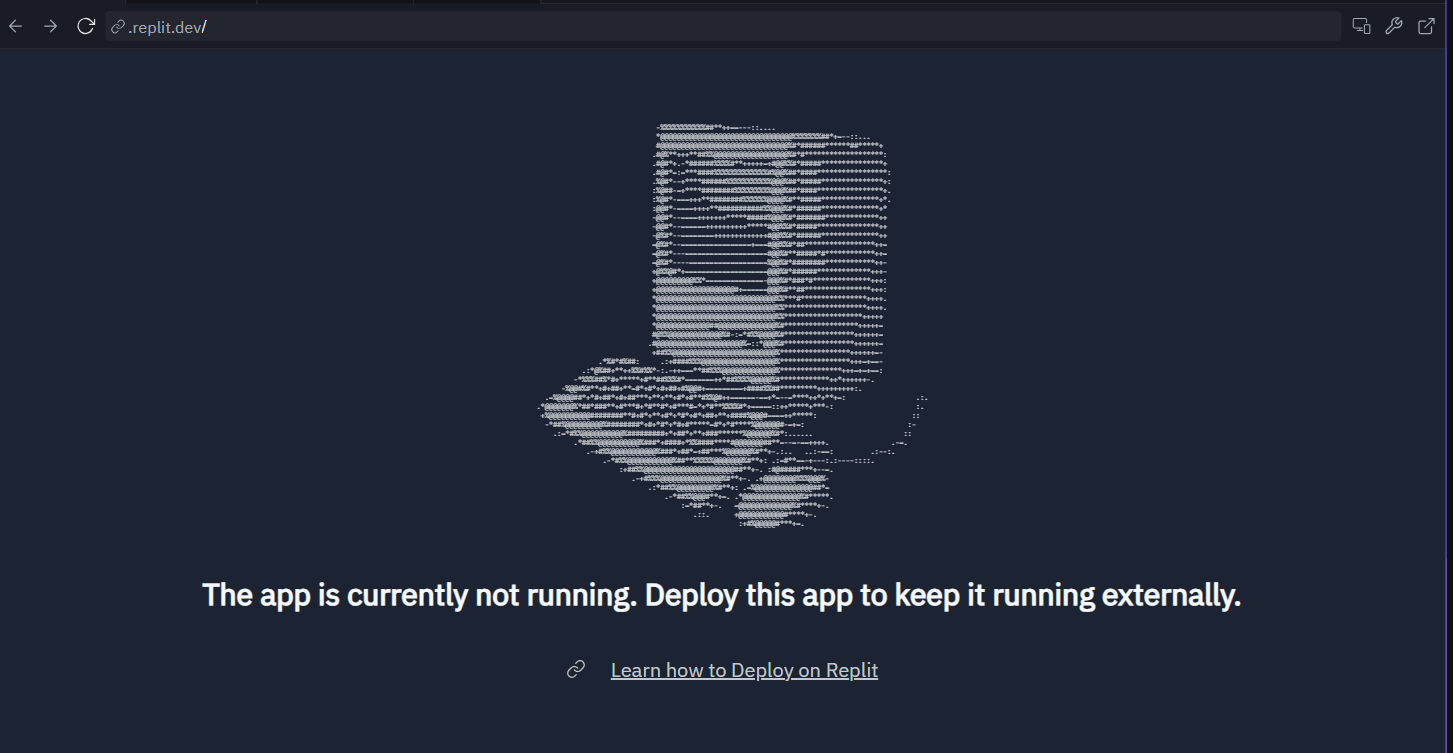 .replit.dev/
The app is currently not running. Deploy this app to keep it running externally.
Learn how to Deploy on Replit